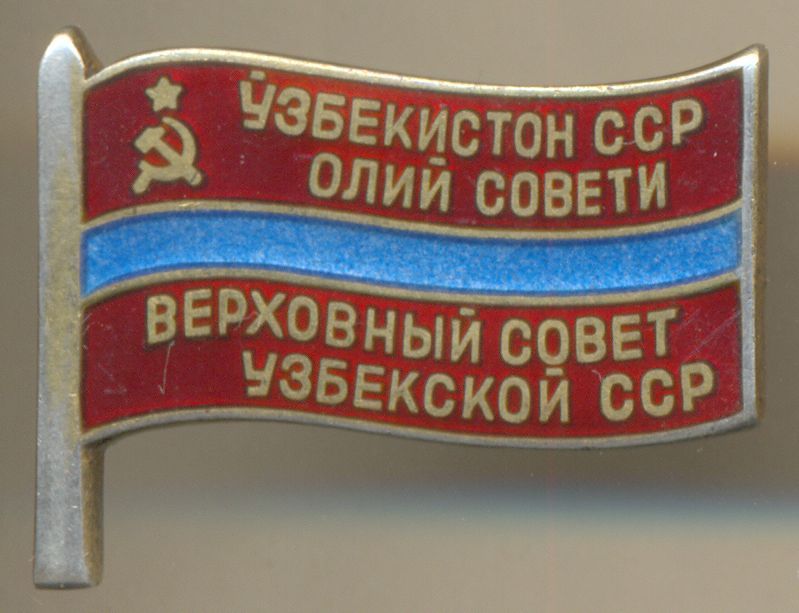 ЎЗБЕКИСТОН ССР
ОЛИЙ СОВЕТИ
ВЕРХОВНЫЙ СОВЕТ
УЗБЕКСКОЙ ССР